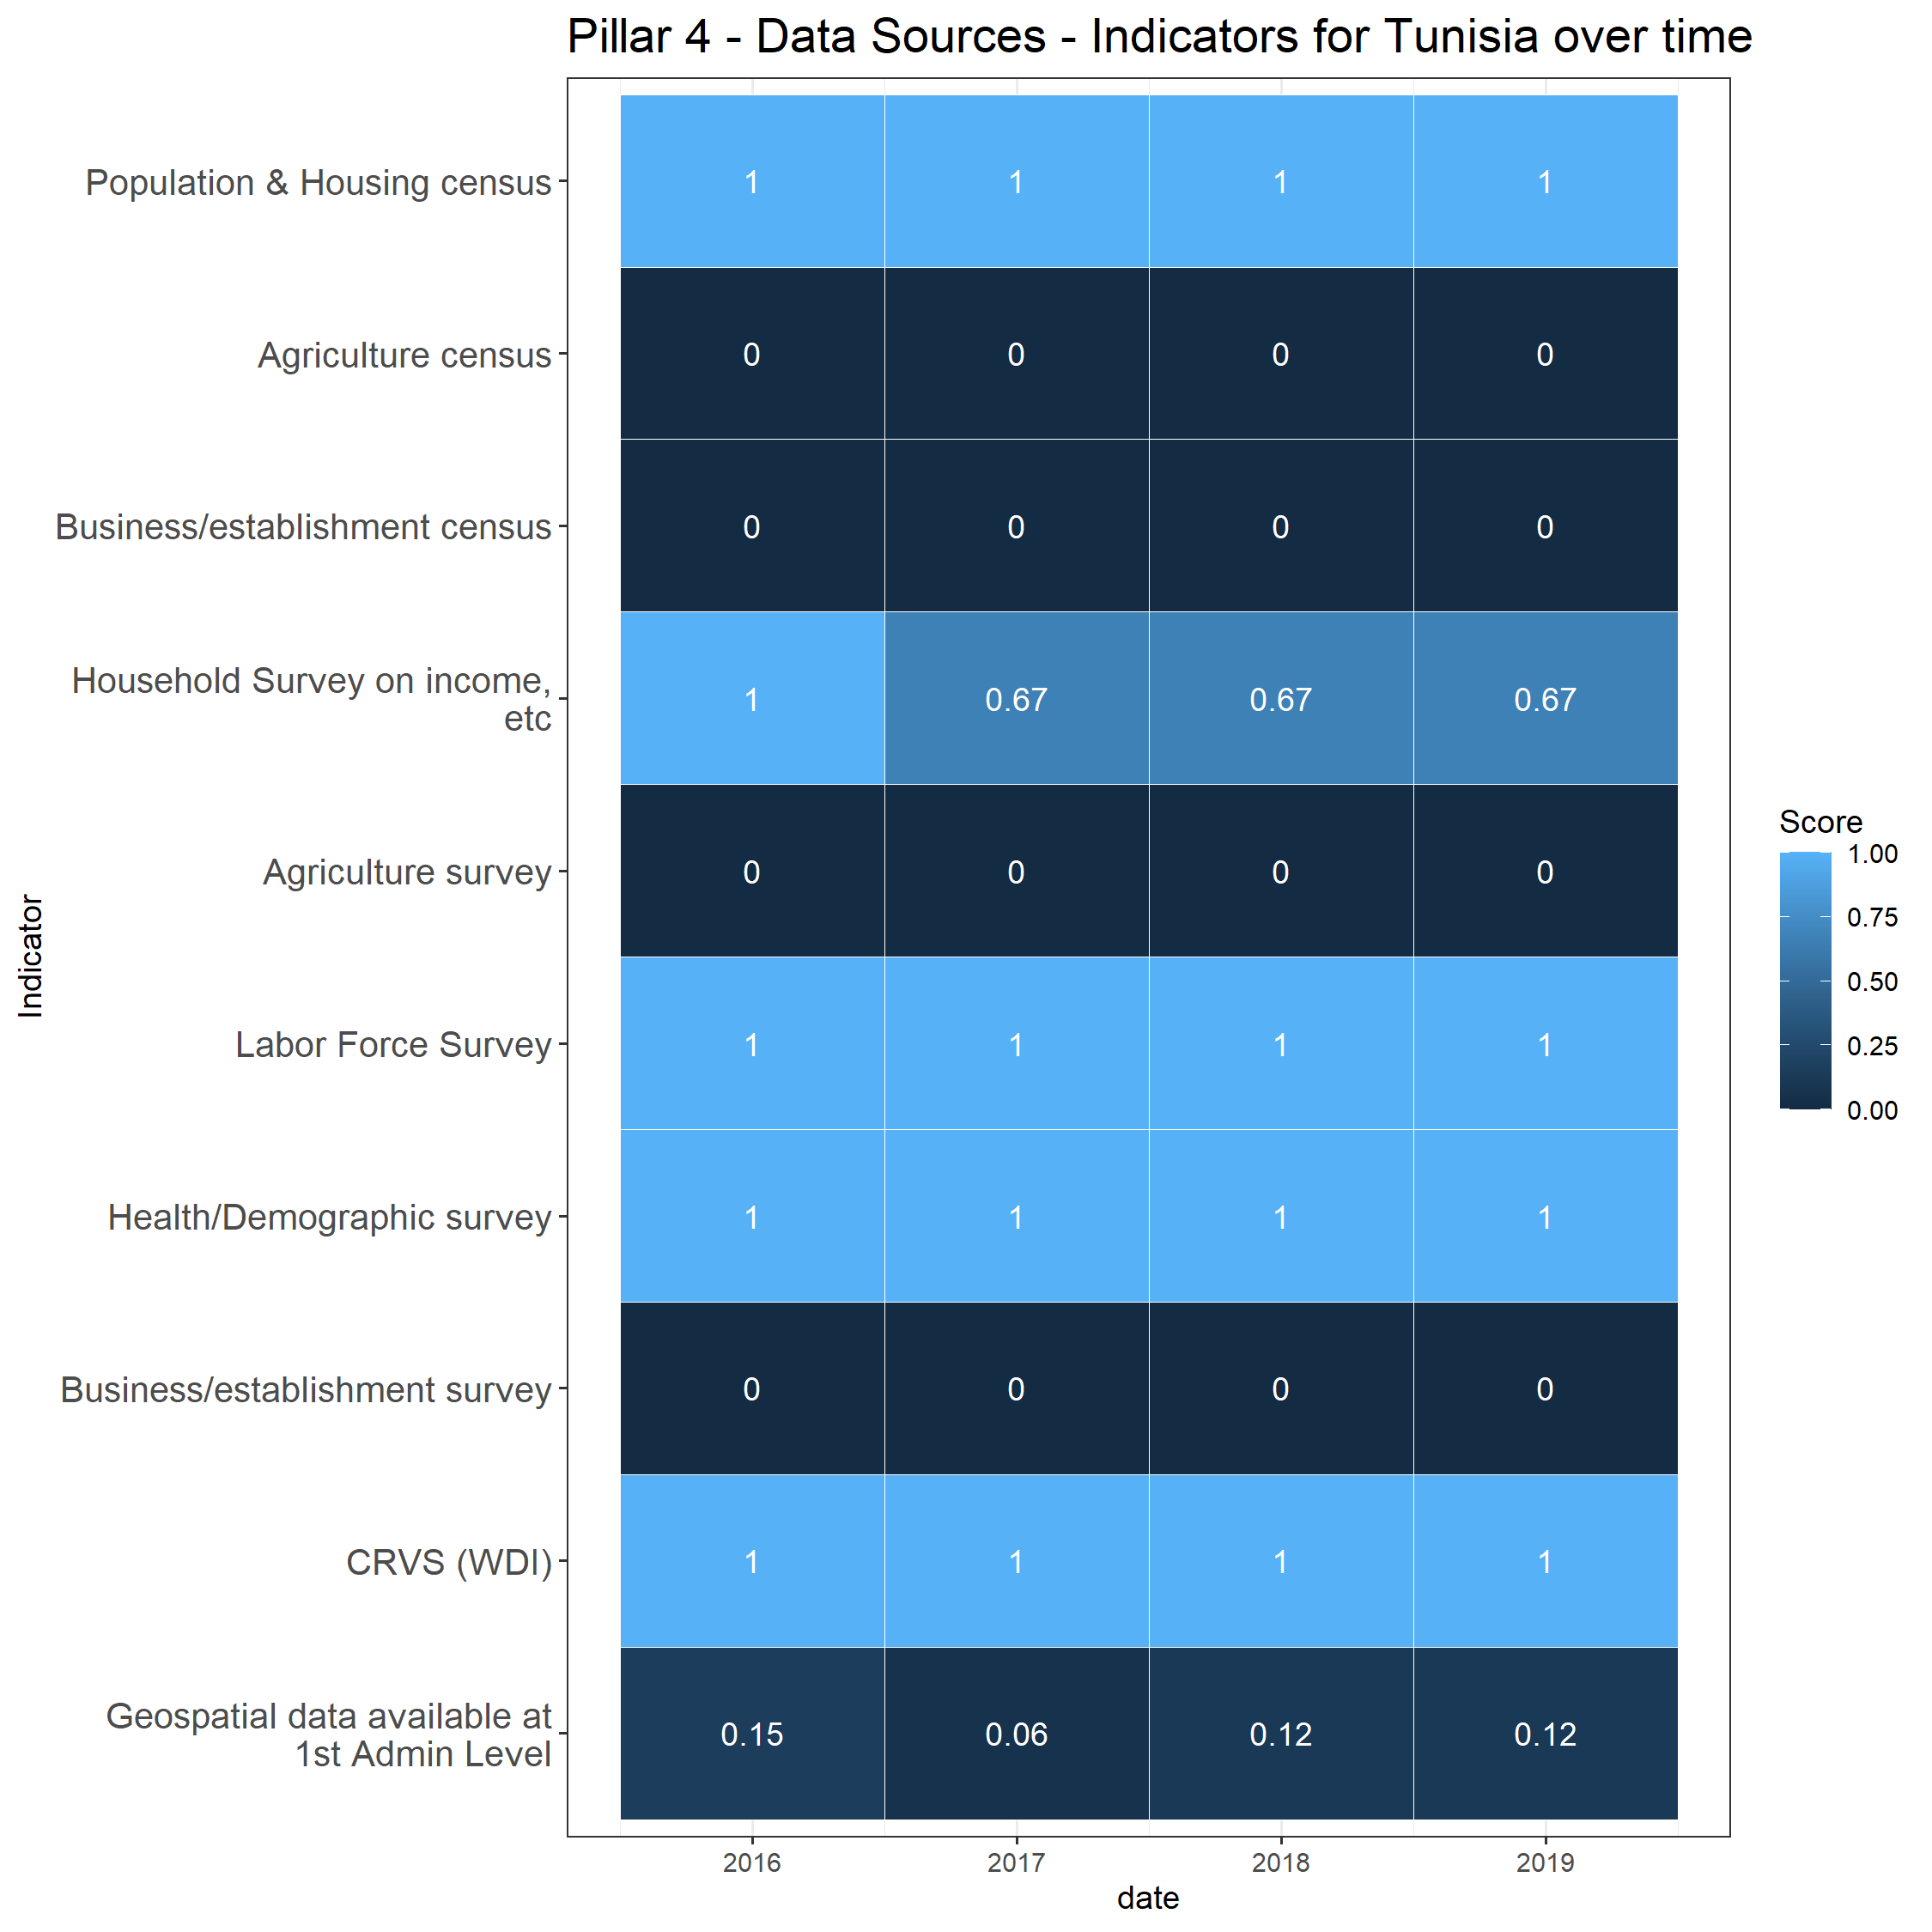 Pillar 4 - Data Sources - Indicators for Tunisia over time
Indicator
Population & Housing census
1 1 1 1
Agriculture census
0 0 0 0
Business/establishment census
0 0 0 0
Household Survey on income,
etc
1 0.67 0.67 0.67
Agriculture survey
0 0 0 0
Labor Force Survey
1 1 1 1
Health/Demographic survey
1 1 1 1
Business/establishment survey
0 0 0 0
CRVS (WDI)
1 1 1 1
Geospatial data available at
1st Admin Level
0.15 0.06 0.12 0.12
2016 2017 2018 2019
date
Score
1.00
0.75
0.50
0.25
0.00